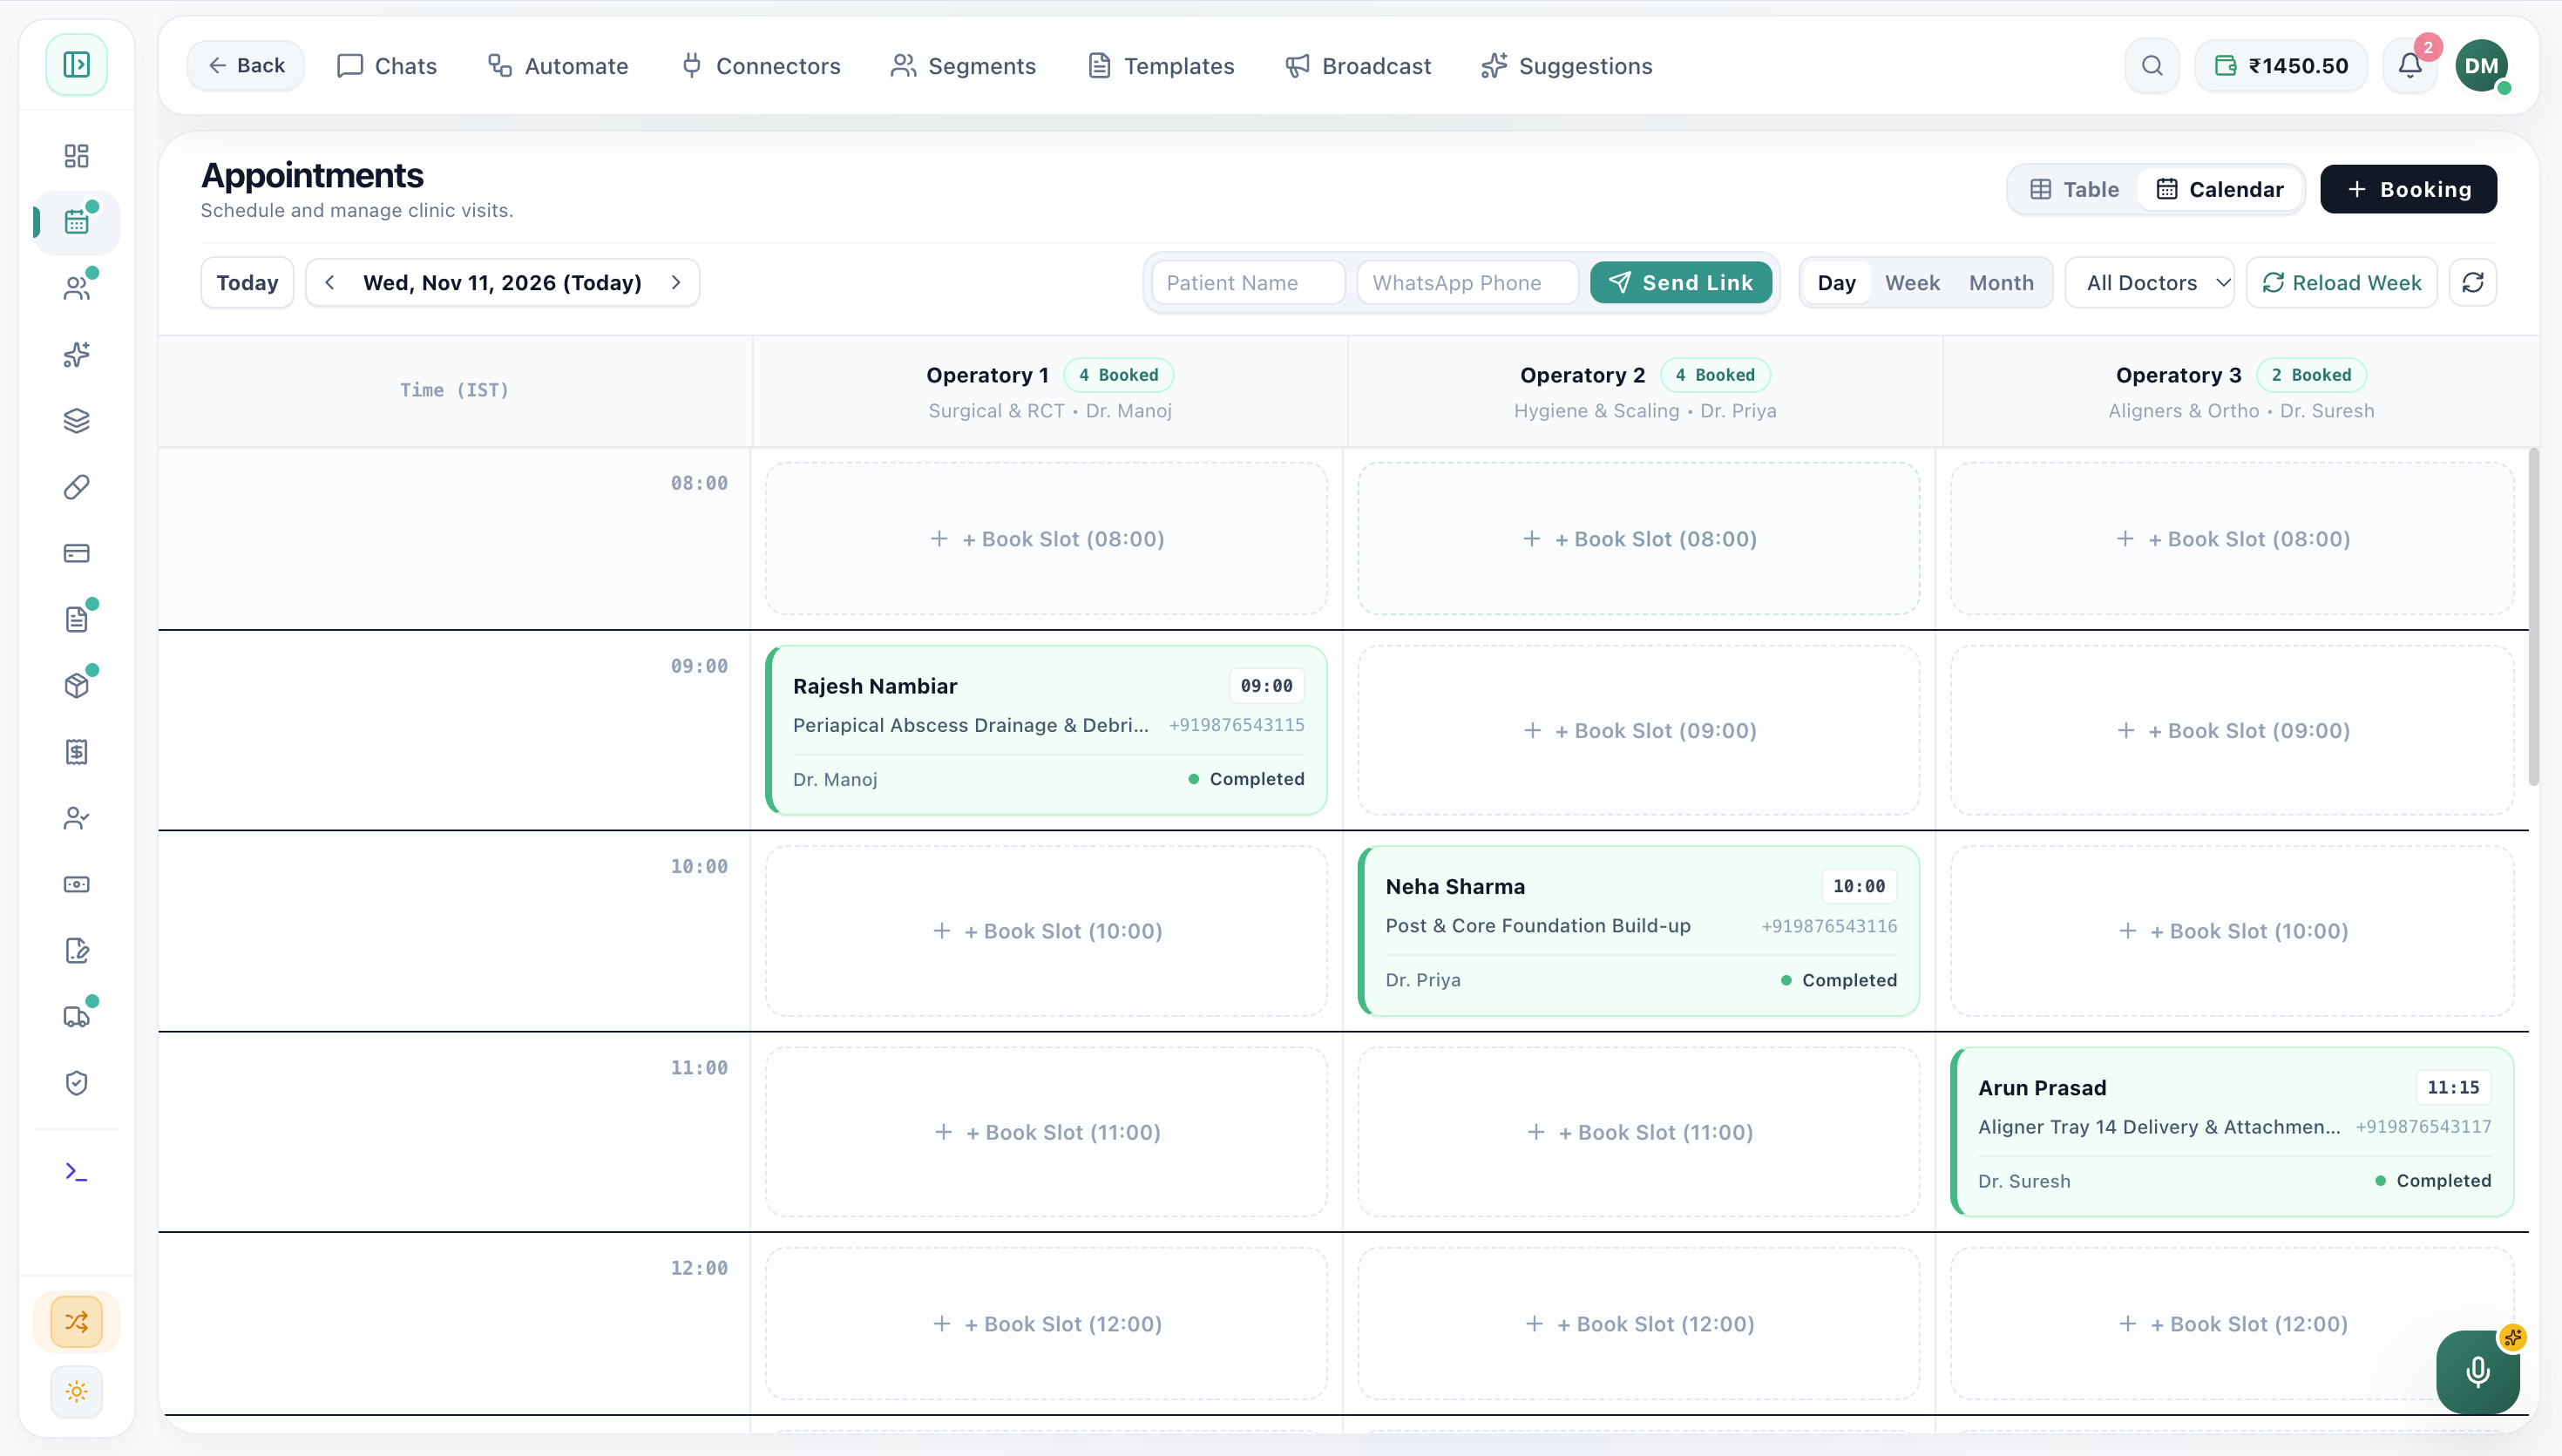 Back
Chats
Automate
Connectors
Segments
Templates
Broadcast
Suggestions
₹1450.50
2
DM
Appointments
Schedule and manage clinic visits.
Table
Calendar
Booking
Today
Wed, Nov 11, 2026 (Today)
Patient Name
WhatsApp Phone
Send Link
Day
Week
Month
All Doctors
Reload Week
Time (IST)
Operatory 1 4 Booked
Surgical & RCT • Dr. Manoj
Operatory 2 4 Booked
Hygiene & Scaling • Dr. Priya
Operatory 3 2 Booked
Aligners & Ortho • Dr. Suresh
08:00
+ Book Slot (08:00)
+ Book Slot (08:00)
+ Book Slot (08:00)
09:00
Rajesh Nambiar 09:00
Periapical Abscess Drainage & Debri... +919876543115
Dr. Manoj Completed
+ Book Slot (09:00)
+ Book Slot (09:00)
10:00
+ Book Slot (10:00)
Neha Sharma 10:00
Post & Core Foundation Build-up +919876543116
Dr. Priya Completed
+ Book Slot (10:00)
11:00
+ Book Slot (11:00)
+ Book Slot (11:00)
Arun Prasad 11:15
Aligner Tray 14 Delivery & Attachmen... +919876543117
Dr. Suresh Completed
12:00
+ Book Slot (12:00)
+ Book Slot (12:00)
+ Book Slot (12:00)